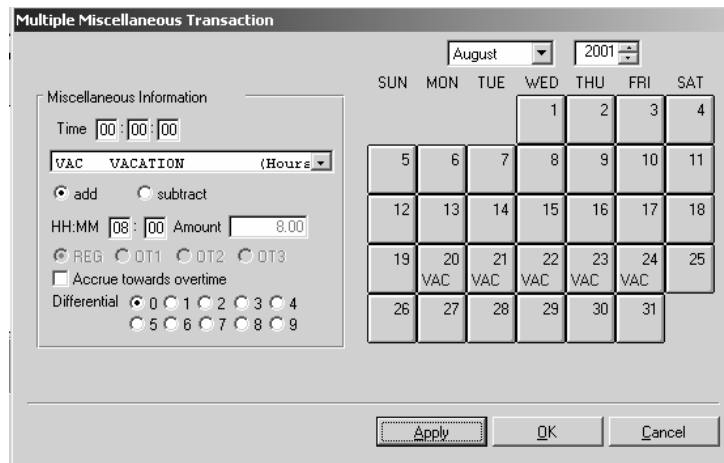 Multiple Miscellaneous Transaction
August 2001
SUN MON TUE WED THU FRI SAT
1 2 3 4
5 6 7 8 9 10 11
12 13 14 15 16 17 18
19 20 21 22 23 24 25
VAC VAC VAC VAC VAC
26 27 28 29 30 31
Miscellaneous Information
Time 00 : 00 : 00
VAC VACATION (Hours
add subtract
HH:MM 08 : 00 Amount 8.00
REG OT1 OT2 OT3
Accrue towards overtime
Differential 0 1 2 3 4
5 6 7 8 9
Apply OK Cancel